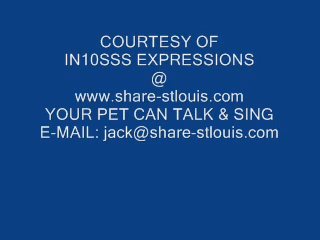 COURTESY OF
IN10SSS EXPRESSIONS
@
www.share-stlouis.com
YOUR PET CAN TALK & SING
E-MAIL: jack@share-stlouis.com